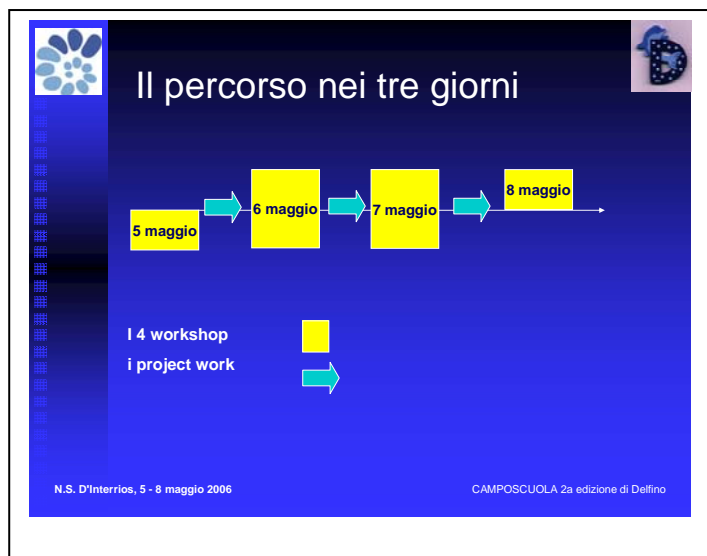 D
Il percorso nei tre giorni
5 maggio
6 maggio
7 maggio
8 maggio
I 4 workshop
i project work
N.S. D'Interrios, 5 - 8 maggio 2006
CAMPOSCUOLA 2a edizione di Delfino